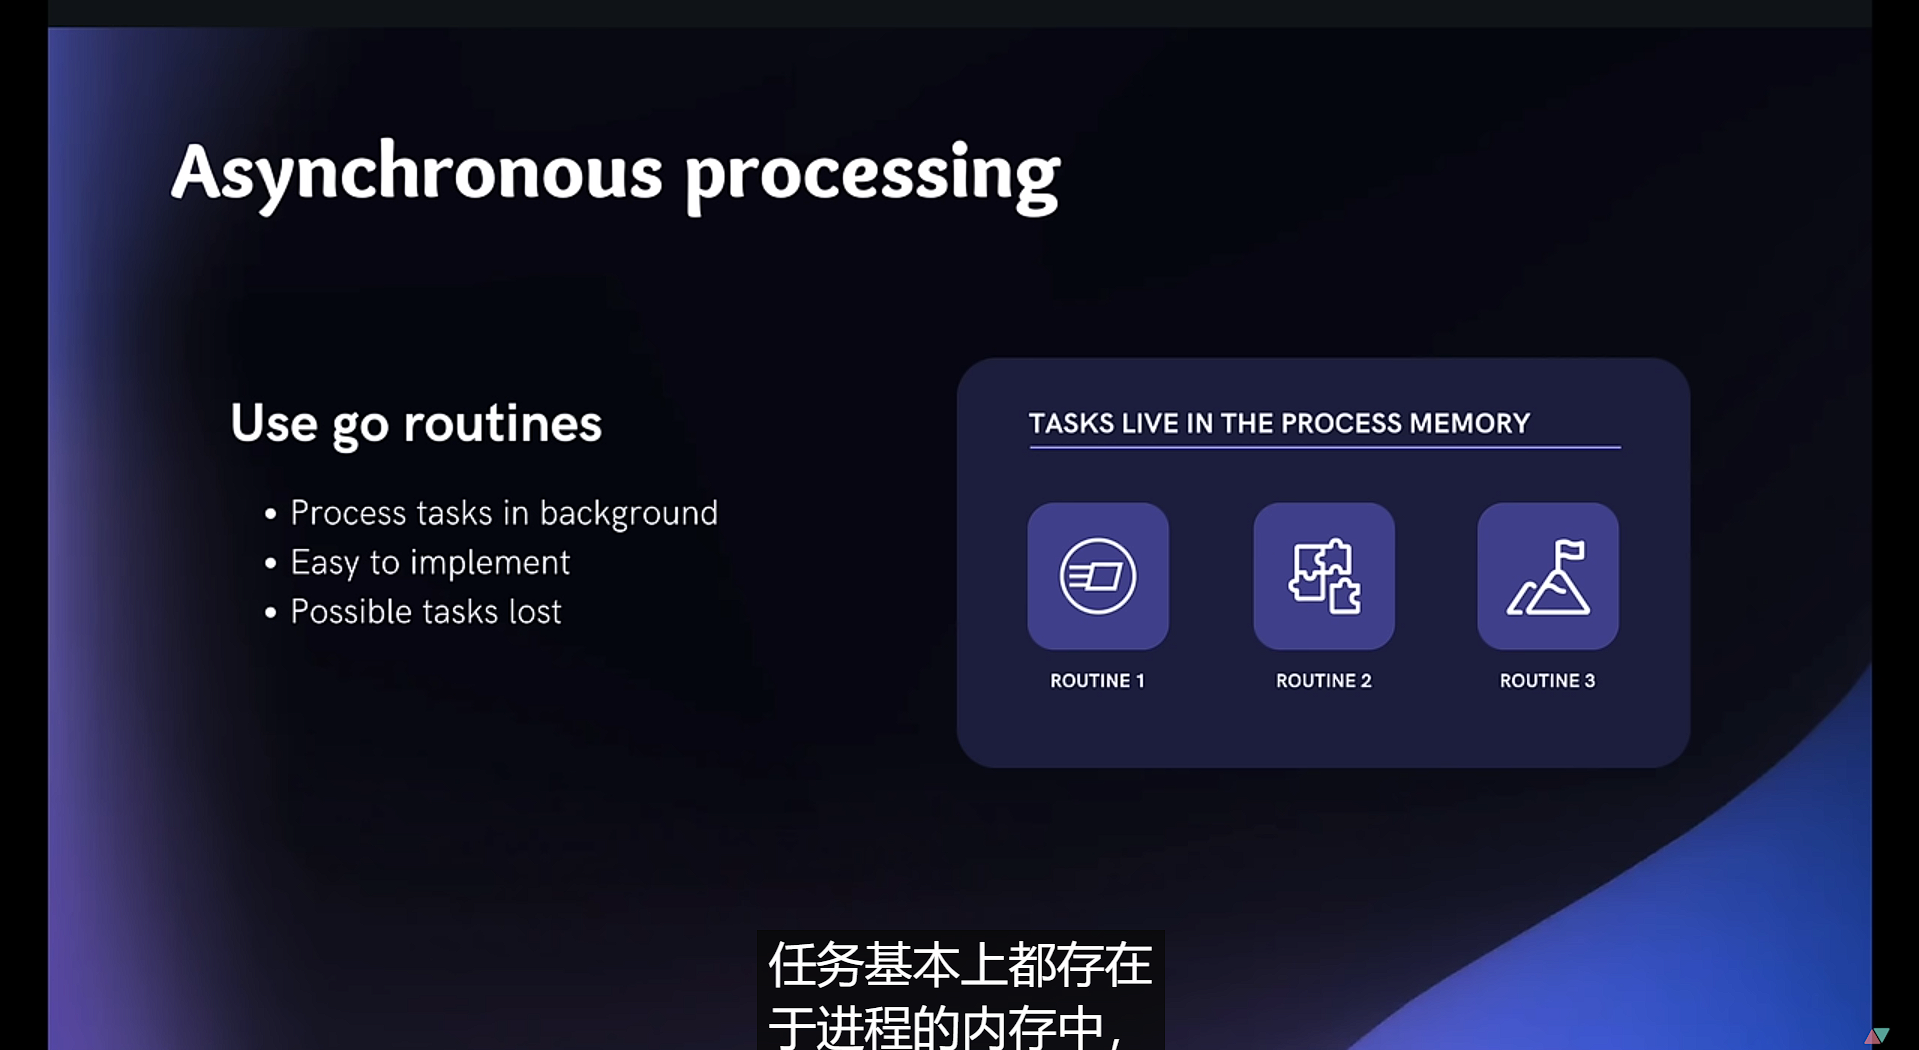 Asynchronous processing
Use go routines
• Process tasks in background
• Easy to implement
• Possible tasks lost
TASKS LIVE IN THE PROCESS MEMORY
ROUTINE 1
ROUTINE 2
ROUTINE 3
任务基本上都存在
于进程的内存中，